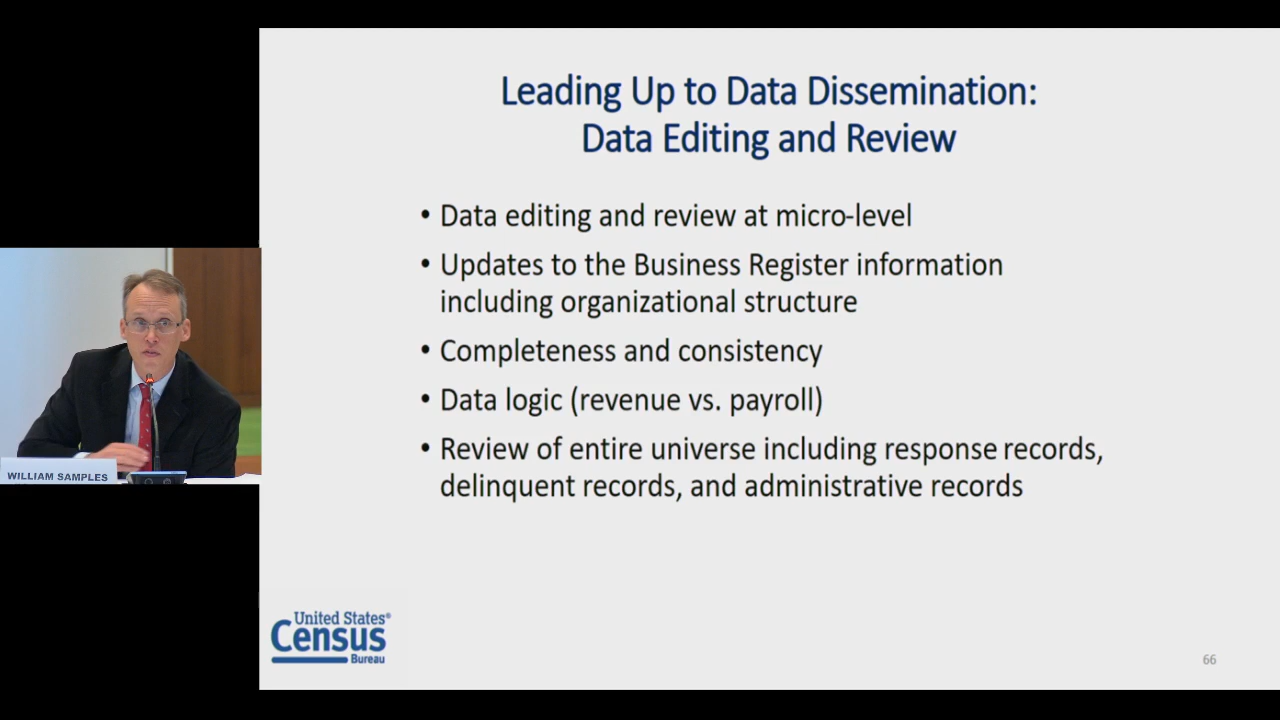 Leading Up to Data Dissemination:
Data Editing and Review
• Data editing and review at micro-level
• Updates to the Business Register information
including organizational structure
• Completeness and consistency
• Data logic (revenue vs. payroll)
• Review of entire universe including response records,
delinquent records, and administrative records
WILLIAM SAMPLES
United States®
Census
Bureau
66